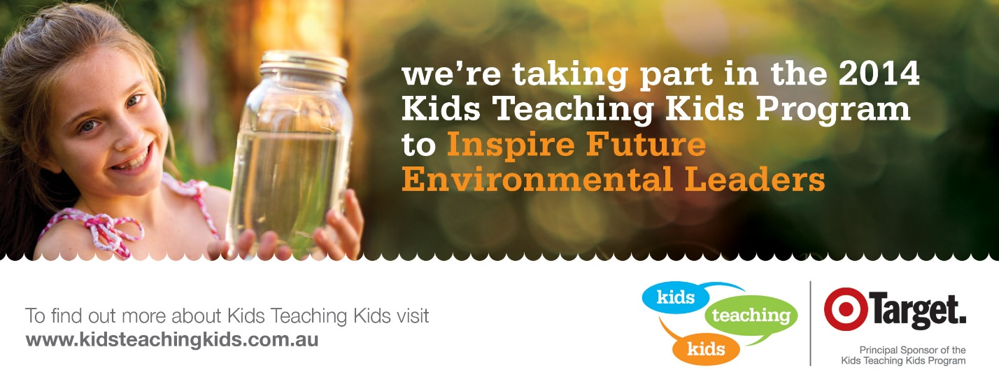 we're taking part in the 2014
Kids Teaching Kids Program
to Inspire Future
Environmental Leaders
To find out more about Kids Teaching Kids visit
www.kidsteachingkids.com.au
kids
teaching
kids
Target.
Principal Sponsor of the
Kids Teaching Kids Program